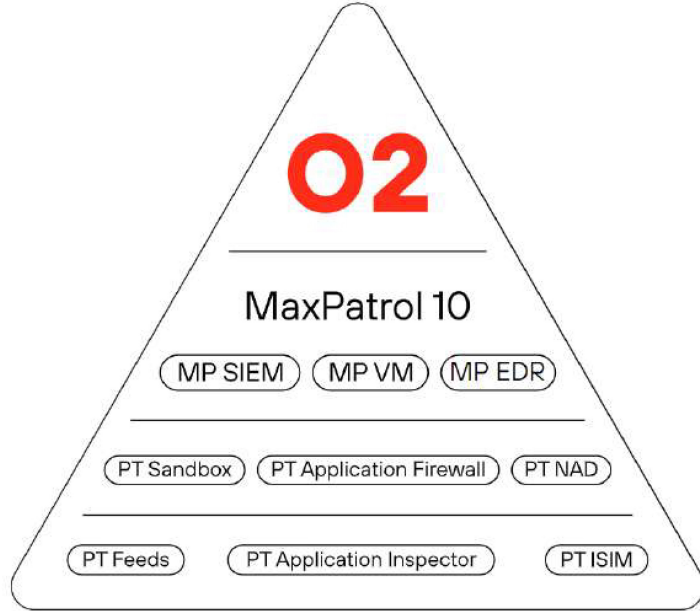 O2
MaxPatrol 10
MP SIEM MP VM MP EDR
PT Sandbox PT Application Firewall PT NAD
PT Feeds PT Application Inspector PT ISIM